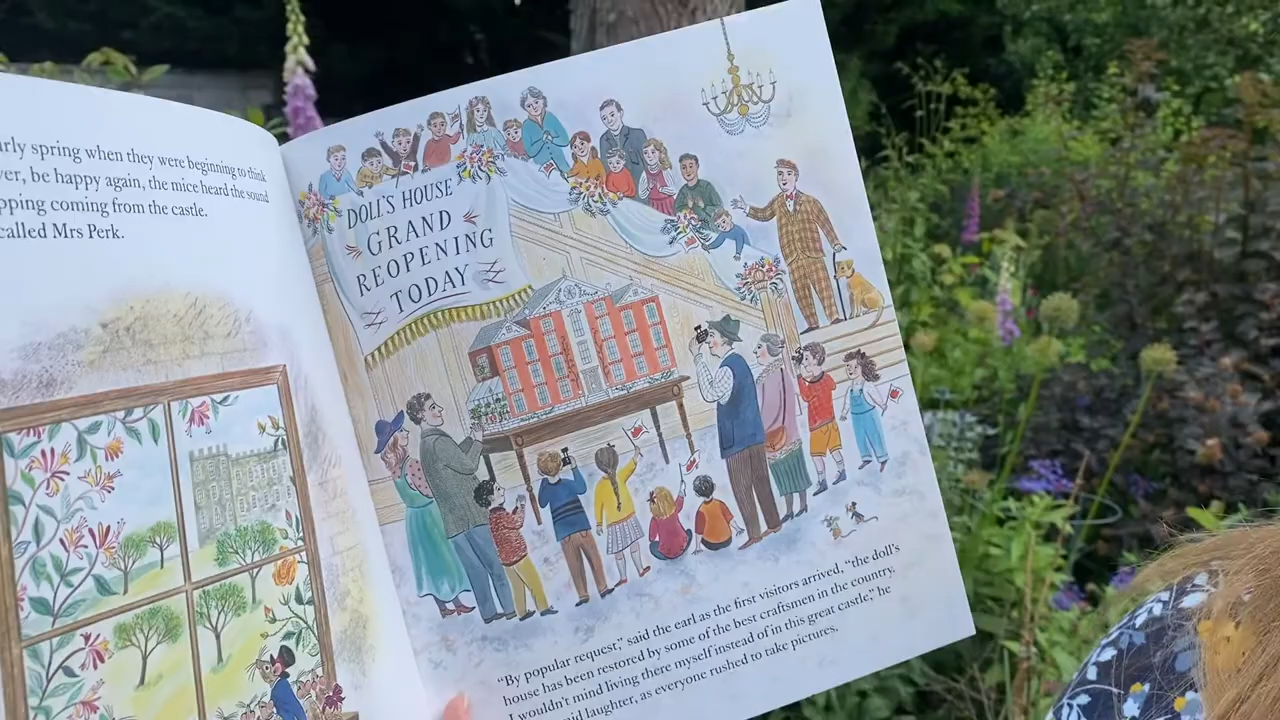 urly spring when they were beginning to think
ver, be happy again, the mice heard the sound
pping coming from the castle.
called Mrs Perk.
DOLL'S HOUSE
GRAND
REOPENING
TODAY
"By popular request," said the earl as the first visitors arrived, "the doll's
house has been restored by some of the best craftsmen in the country.
I wouldn't mind living there myself instead of in this great castle," he
mid laughter, as everyone rushed to take pictures.